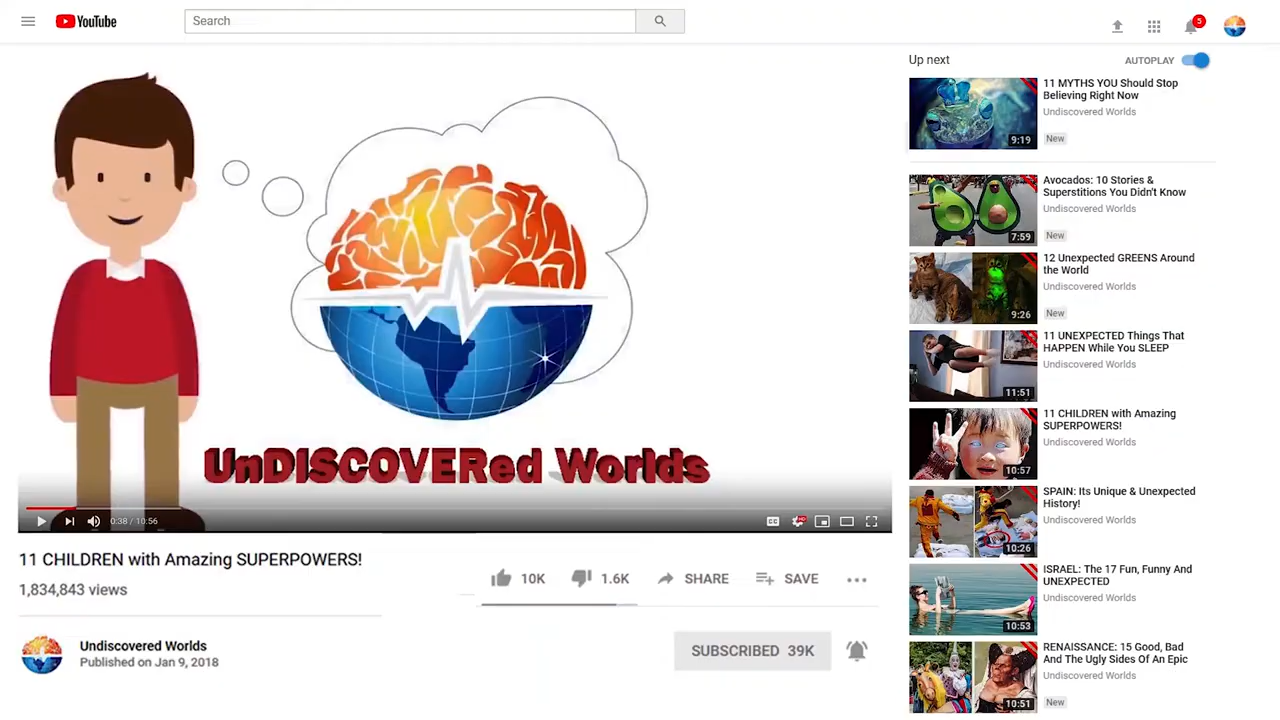 YouTube
Search
5
Up next
AUTOPLAY
11 MYTHS YOU Should Stop
Believing Right Now
Undiscovered Worlds
New
9:19
Avocados: 10 Stories &
Superstitions You Didn't Know
Undiscovered Worlds
New
7:59
12 Unexpected GREENS Around
the World
Undiscovered Worlds
New
9:26
11 UNEXPECTED Things That
HAPPEN While You SLEEP
Undiscovered Worlds
11:51
11 CHILDREN with Amazing
SUPERPOWERS!
Undiscovered Worlds
10:57
SPAIN: Its Unique & Unexpected
History!
Undiscovered Worlds
10:26
ISRAEL: The 17 Fun, Funny And
UNEXPECTED
Undiscovered Worlds
10:53
RENAISSANCE: 15 Good, Bad
And The Ugly Sides Of An Epic
Undiscovered Worlds
New
10:51
UnDISCOVERed Worlds
0:38 / 10:56
CC
HD
11 CHILDREN with Amazing SUPERPOWERS!
1,834,843 views
10K
1.6K
SHARE
SAVE
Undiscovered Worlds
Published on Jan 9, 2018
SUBSCRIBED 39K